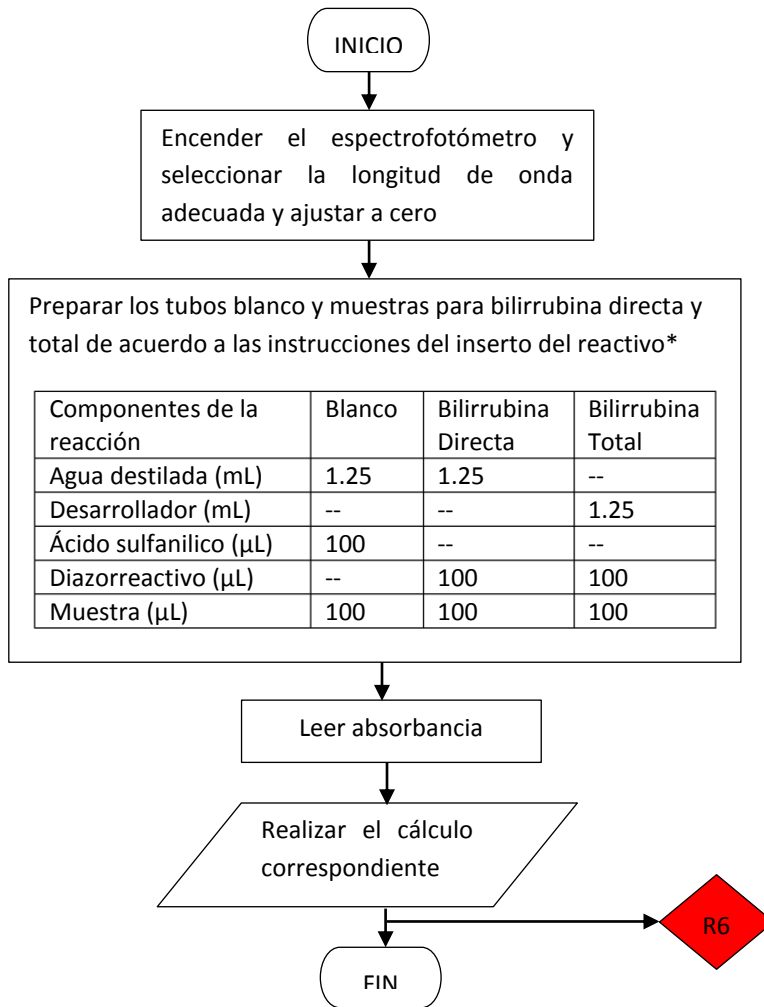 INICIO
Encender el espectrofotómetro y
seleccionar la longitud de onda
adecuada y ajustar a cero
Preparar los tubos blanco y muestras para bilirrubina directa y
total de acuerdo a las instrucciones del inserto del reactivo*
Componentes de la reacción Blanco Bilirrubina Directa Bilirrubina Total
Agua destilada (mL) 1.25 1.25 --
Desarrollador (mL) -- -- 1.25
Ácido sulfanilico (µL) 100 -- --
Diazorreactivo (µL) -- 100 100
Muestra (µL) 100 100 100
Leer absorbancia
Realizar el cálculo
correspondiente
R6
FIN